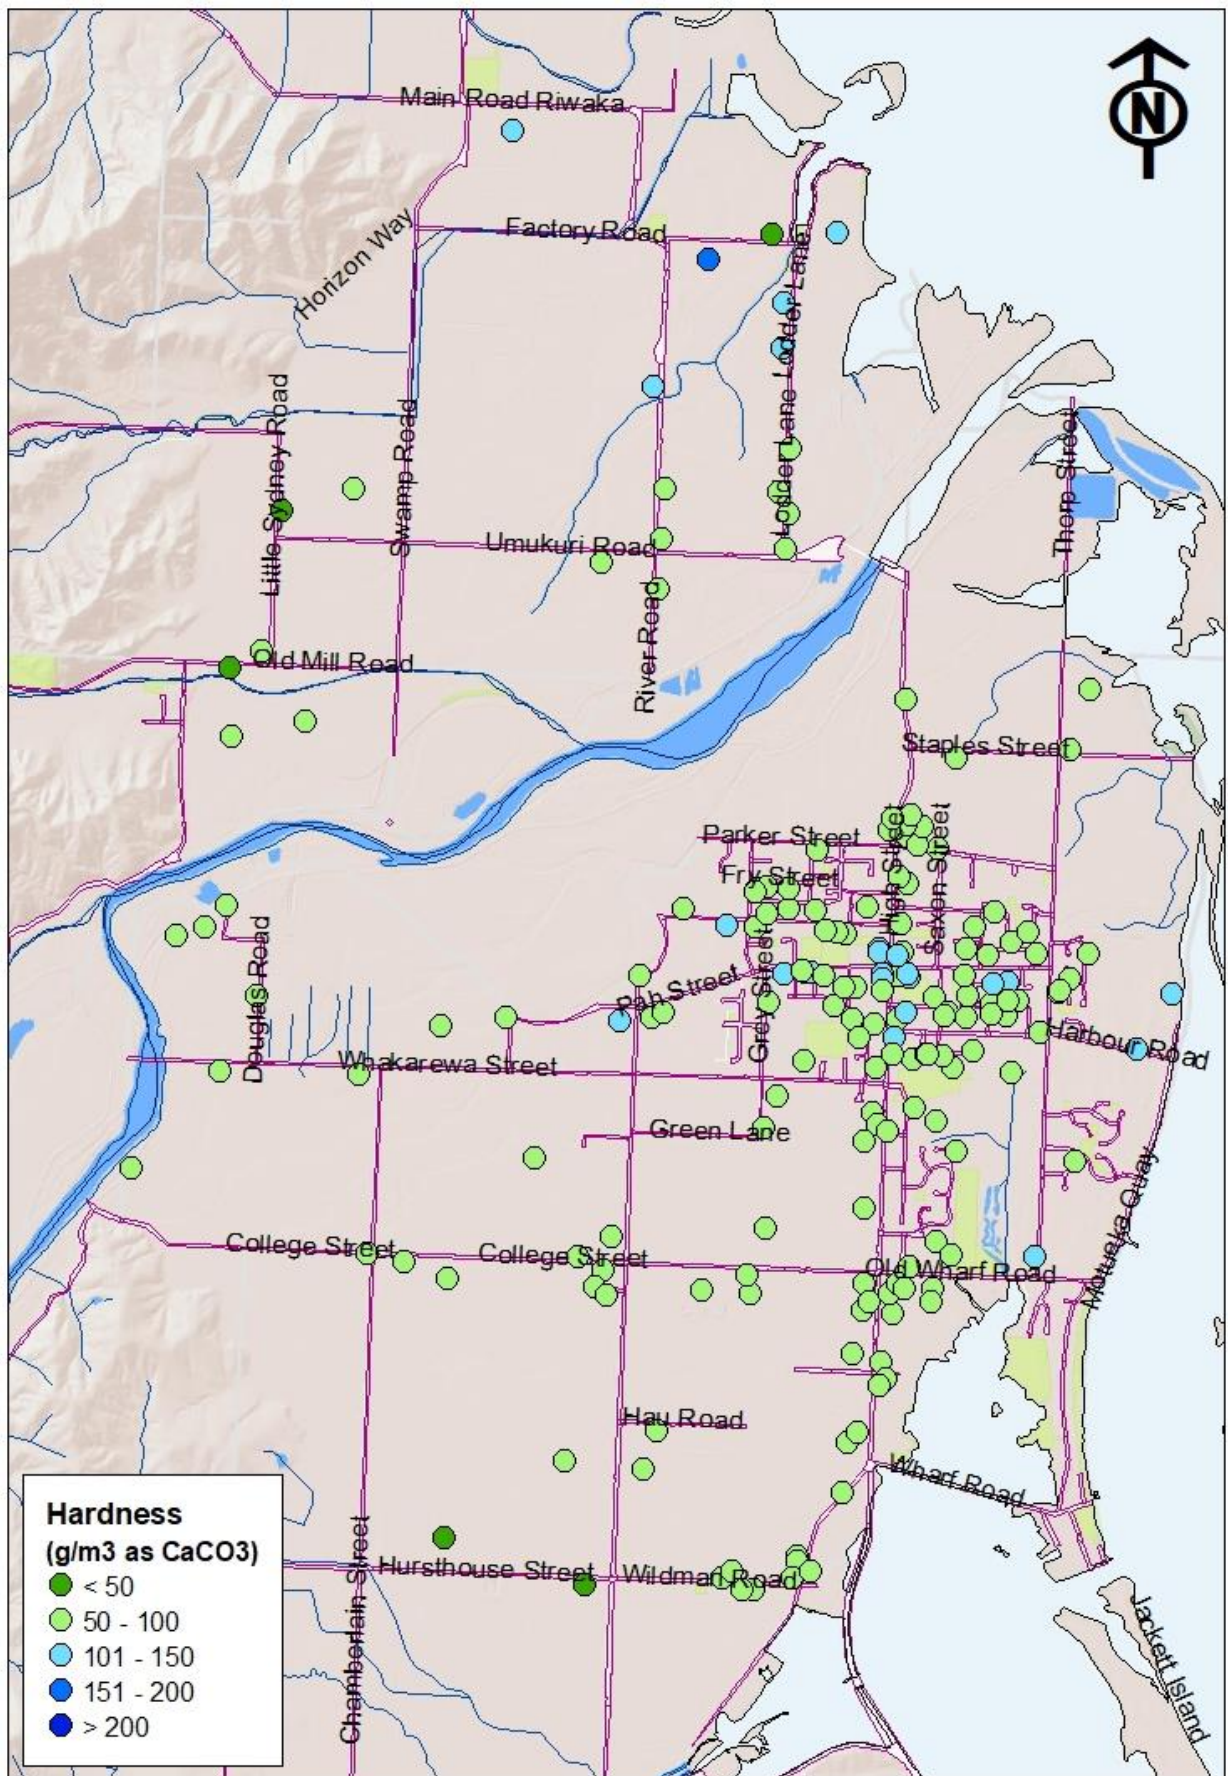 N
Main Road Riwaka
Factory Road
Horizon Way
Lodder Lane
Little Sydney Road
Swamp Road
Lodder Lane
Thorp Street
Umukuri Road
River Road
Old Mill Road
Staples Street
Parker Street
High Street
Saxon Street
Fry Street
Douglas Road
Pah Street
Grey Street
Harbour Road
Whakarewa Street
Green Lane
Motueka Quay
College Street
College Street
Old Wharf Road
Hau Road
Wharf Road
Chamberlain Street
Hursthouse Street
Wildman Road
Jackett Island
Hardness
(g/m3 as CaCO3)
< 50
50 - 100
101 - 150
151 - 200
> 200